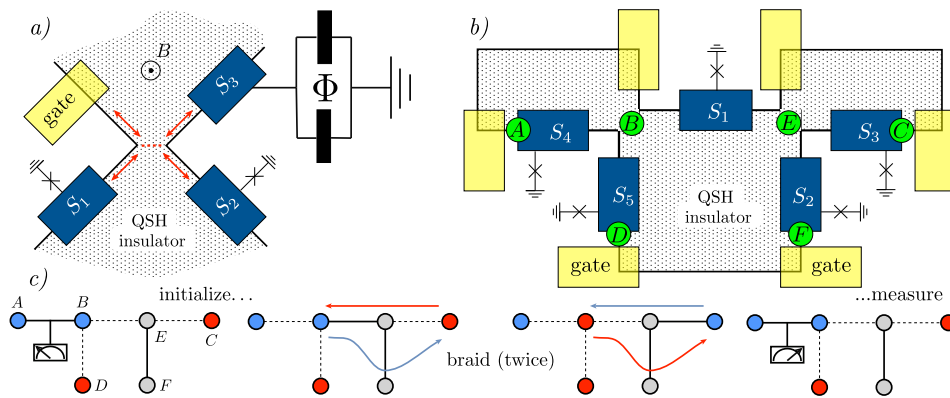 a)
B
S₃
gate
Φ
S₁
S₂
QSH
insulator
b)
A
S₄
B
S₁
E
S₃
C
S₅
QSH
insulator
S₂
D
F
gate
gate
c)
A
B
initialize...
E
C
D
F
braid (twice)
...measure